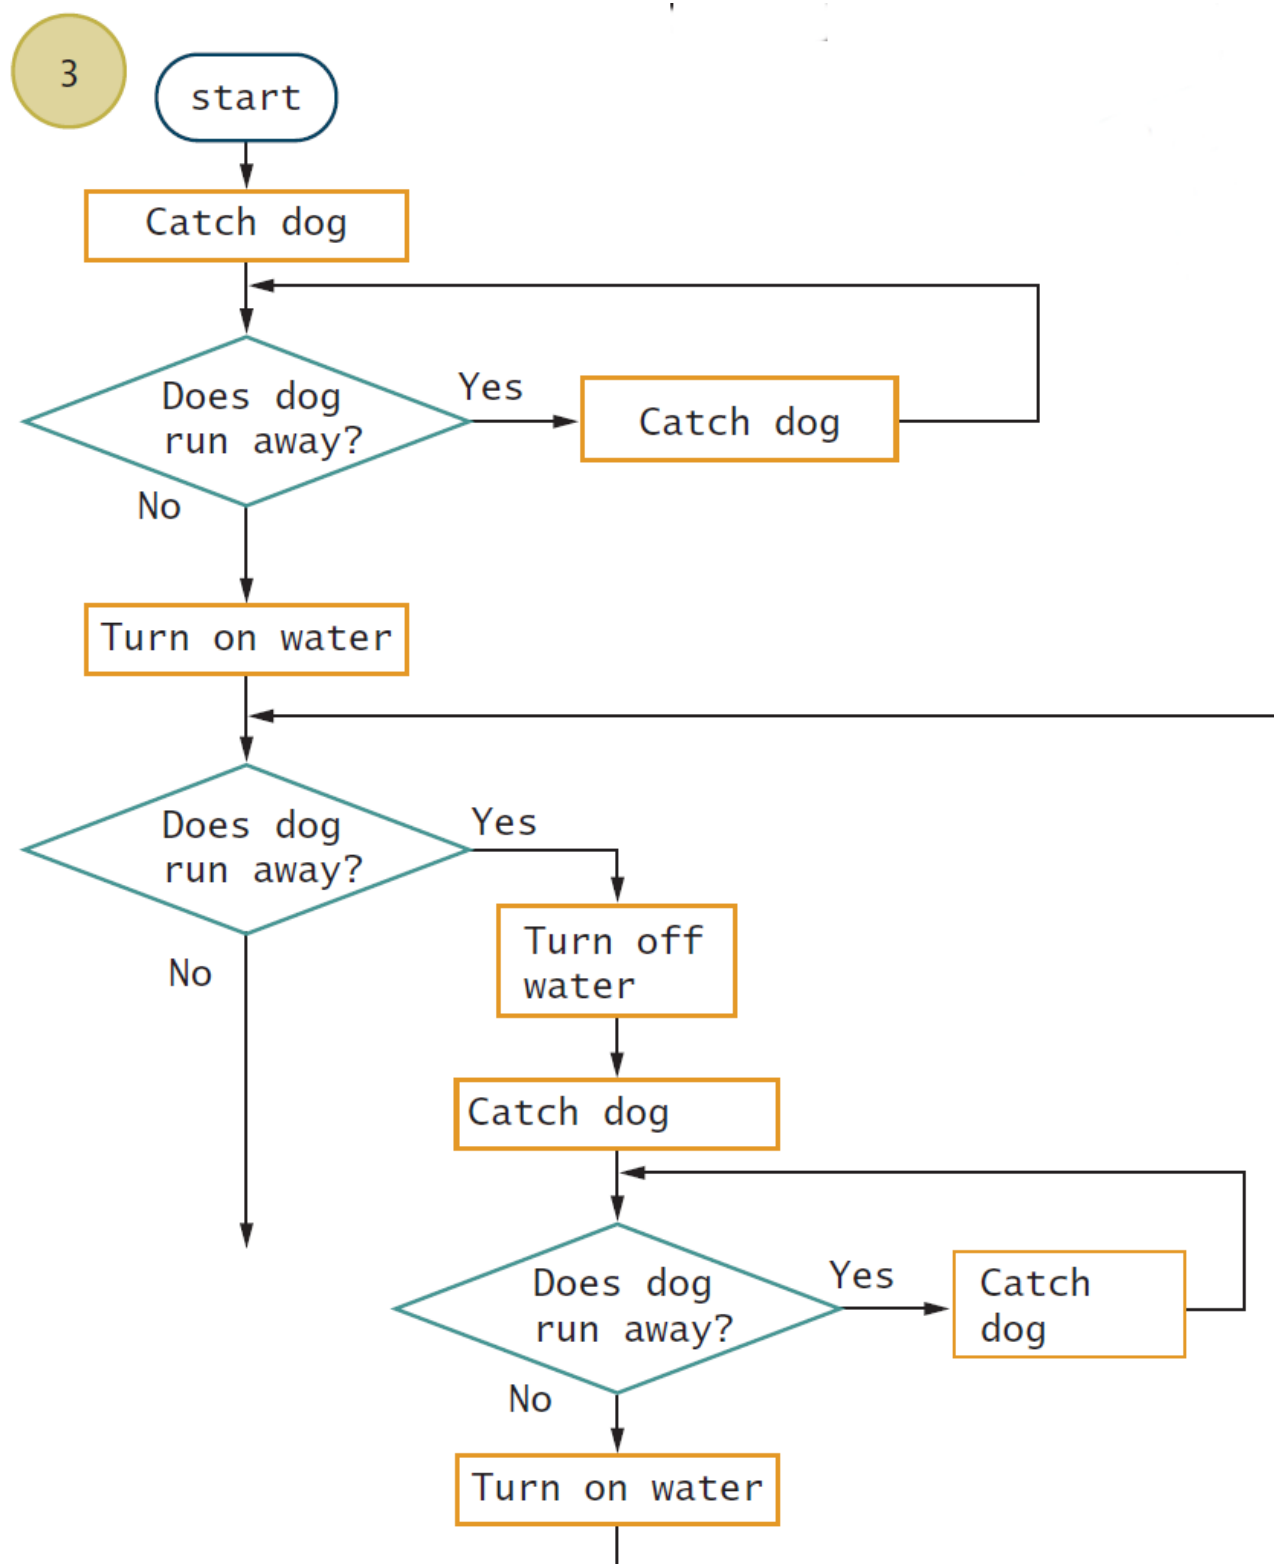 3
start
Catch dog
Does dog
run away?
Yes
Catch dog
No
Turn on water
Does dog
run away?
Yes
No
Turn off
water
Catch dog
Does dog
run away?
Yes
Catch
dog
No
Turn on water